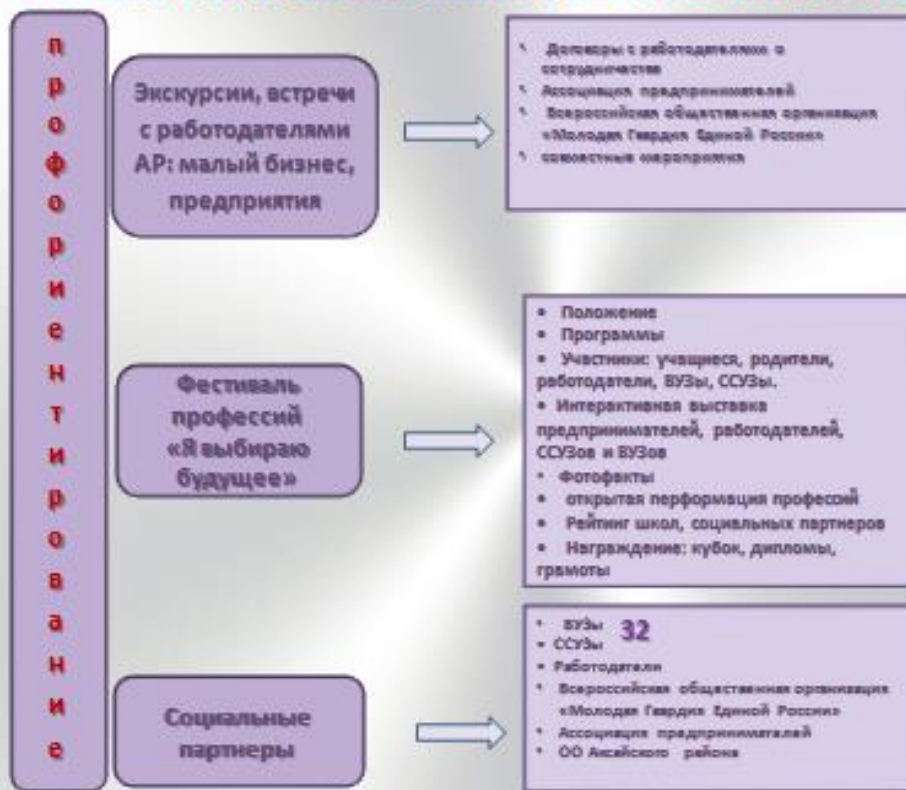 профориентирование
Экскурсии, встречи
с работодателями
АР: малый бизнес,
предприятия
• Договоры с работодателями о
сотрудничестве
• Ассоциация предпринимателей
• Всероссийская общественная организация
«Молодая Гвардия Единой России»
• совместные мероприятия
Фестиваль
профессий
«Я выбираю
будущее»
• Положение
• Программы
• Участники: учащиеся, родители,
работодатели, ВУЗы, ССУЗы.
• Интерактивная выставка
предпринимателей, работодателей,
ССУЗов и ВУЗов
• Фотофакты
• открытая перформация профессий
• Рейтинг школ, социальных партнеров
• Награждение: кубок, дипломы,
грамоты
Социальные
партнеры
• ВУЗы 32
• ССУЗы
• Работодатели
• Всероссийская общественная организация
«Молодая Гвардия Единой России»
• Ассоциация предпринимателей
• ОО Аксайского района